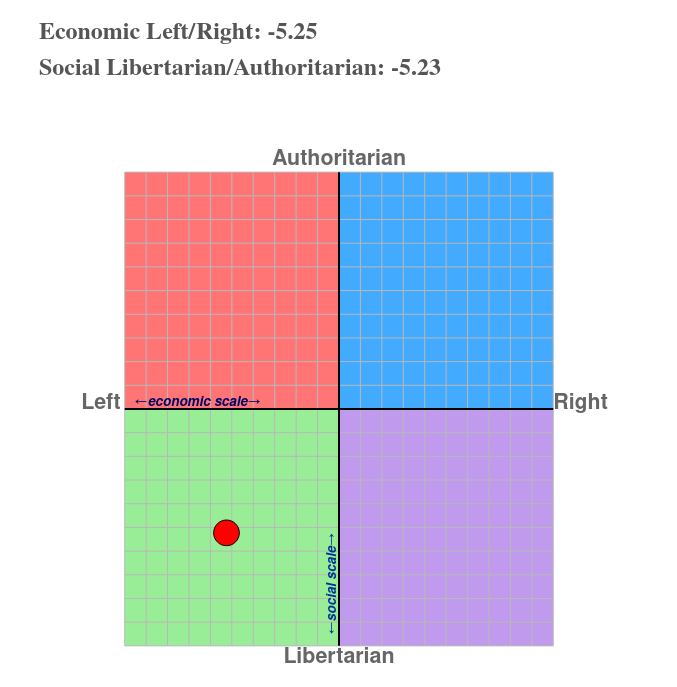 Economic Left/Right: -5.25
Social Libertarian/Authoritarian: -5.23
Authoritarian
Left
←economic scale→
Right
←social scale→
Libertarian